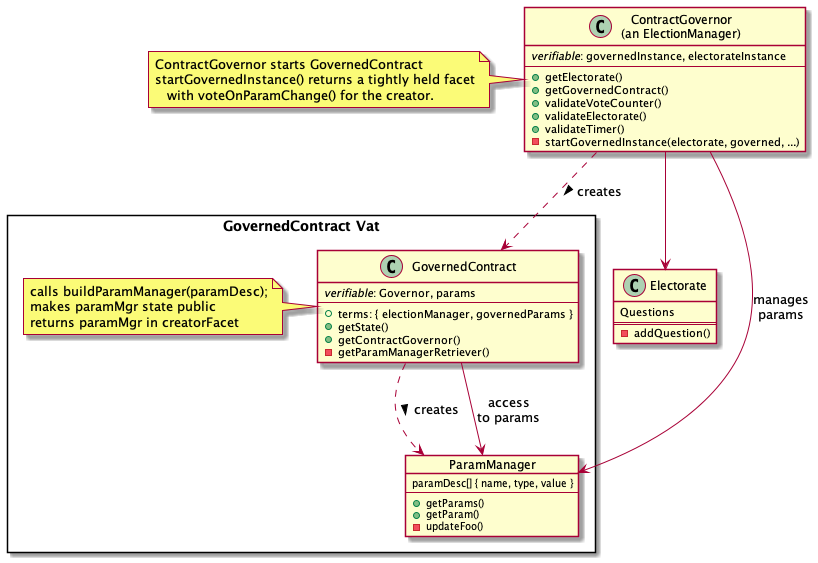 C
ContractGovernor
(an ElectionManager)
verifiable: governedInstance, electorateInstance
getElectorate()
getGovernedContract()
validateVoteCounter()
validateElectorate()
validateTimer()
startGovernedInstance(electorate, governed, ...)
ContractGovernor starts GovernedContract
startGovernedInstance() returns a tightly held facet
with voteOnParamChange() for the creator.
creates
GovernedContract Vat
C
GovernedContract
verifiable: Governor, params
terms: { electionManager, governedParams }
getState()
getContractGovernor()
getParamManagerRetriever()
calls buildParamManager(paramDesc);
makes paramMgr state public
returns paramMgr in creatorFacet
C
Electorate
Questions
addQuestion()
manages
params
creates
access
to params
ParamManager
paramDesc[] { name, type, value }
getParams()
getParam()
updateFoo()